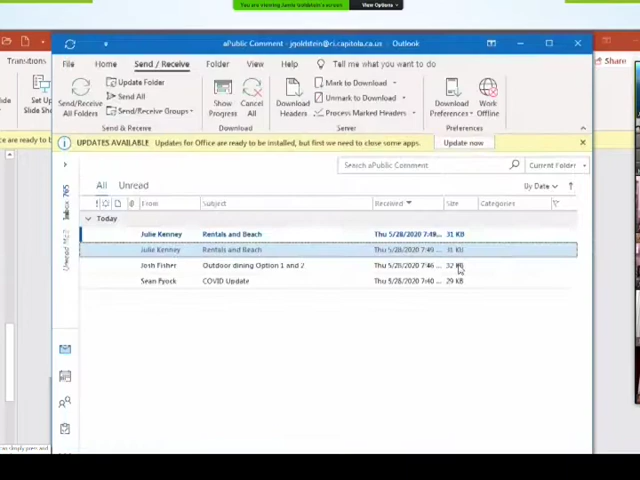 You are viewing Jamie Goldstein's screen View Options
Transitions
aPublic Comment - jgoldstein@ci.capitola.ca.us - Outlook
File Home Send / Receive Folder View Help Tell me what you want to do
Share
Send/Receive All Folders
Update Folder
Send All
Send/Receive Groups
Send & Receive
Show Progress
Cancel All
Download
Download Headers
Mark to Download
Unmark to Download
Process Marked Headers
Server
Download Preferences
Work Offline
Preferences
UPDATES AVAILABLE Updates for Office are ready to be installed, but first we need to close some apps. Update now
Search aPublic Comment Current Folder
All Unread By Date
From Subject Received Size Categories
Today
Julie Kenney Rentals and Beach Thu 5/28/2020 7:49... 31 KB
Julie Kenney Rentals and Beach Thu 5/28/2020 7:49 ... 31 KB
Josh Fisher Outdoor dining Option 1 and 2 Thu 5/28/2020 7:46 ... 32 KB
Sean Pyock COVID Update Thu 5/28/2020 7:40 ... 29 KB
Inbox 765